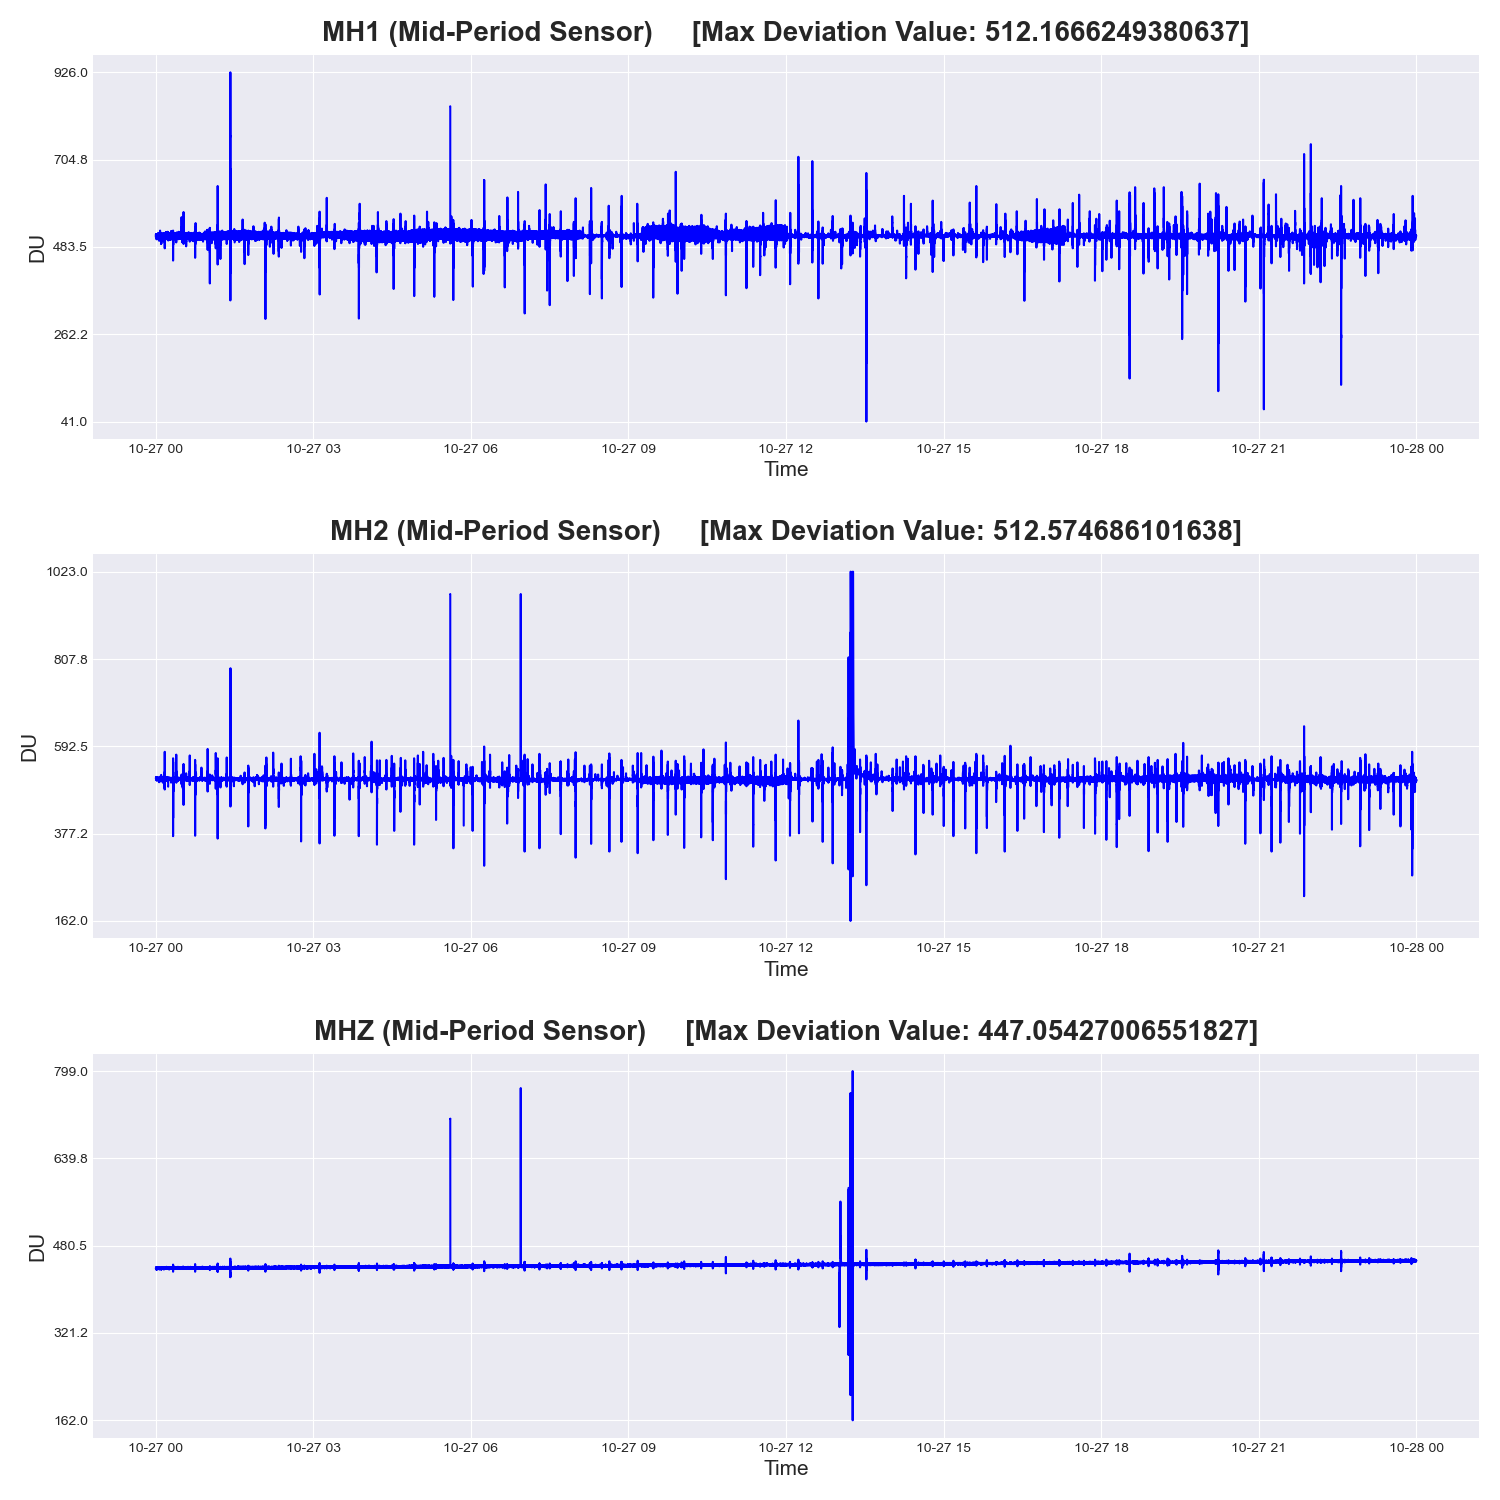 MH1 (Mid-Period Sensor) [Max Deviation Value: 512.1666249380637]
926.0
704.8
483.5
262.2
41.0
DU
10-27 00 10-27 03 10-27 06 10-27 09 10-27 12 10-27 15 10-27 18 10-27 21 10-28 00
Time
MH2 (Mid-Period Sensor) [Max Deviation Value: 512.574686101638]
1023.0
807.8
592.5
377.2
162.0
DU
10-27 00 10-27 03 10-27 06 10-27 09 10-27 12 10-27 15 10-27 18 10-27 21 10-28 00
Time
MHZ (Mid-Period Sensor) [Max Deviation Value: 447.05427006551827]
799.0
639.8
480.5
321.2
162.0
DU
10-27 00 10-27 03 10-27 06 10-27 09 10-27 12 10-27 15 10-27 18 10-27 21 10-28 00
Time